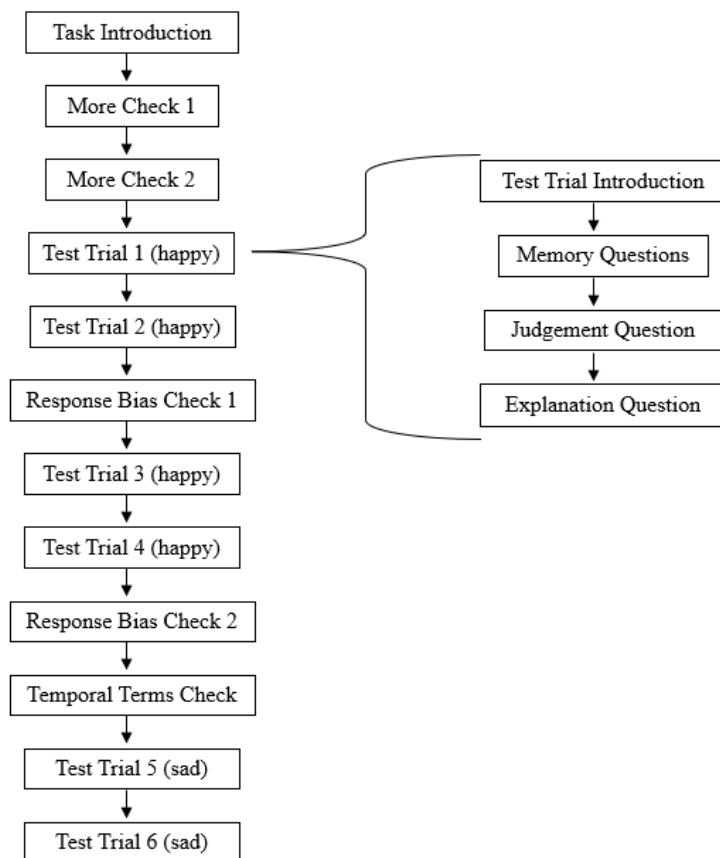 Task Introduction
More Check 1
More Check 2
Test Trial 1 (happy)
Test Trial 2 (happy)
Response Bias Check 1
Test Trial 3 (happy)
Test Trial 4 (happy)
Response Bias Check 2
Temporal Terms Check
Test Trial 5 (sad)
Test Trial 6 (sad)
Test Trial Introduction
Memory Questions
Judgement Question
Explanation Question